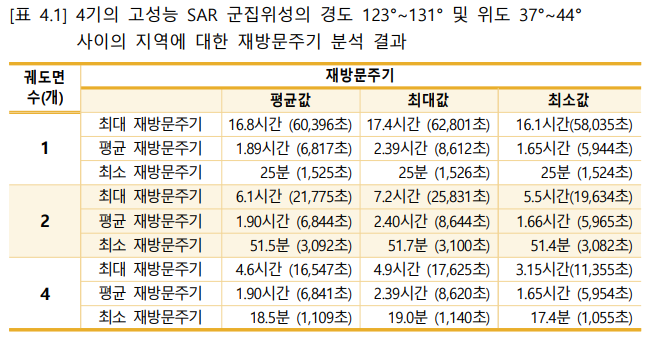 [표 4.1] 4기의 고성능 SAR 군집위성의 경도 123°~131° 및 위도 37°~44°
사이의 지역에 대한 재방문주기 분석 결과
궤도면 수(개) 재방문주기
평균값 최대값 최소값
최대 재방문주기 16.8시간 (60,396초) 17.4시간 (62,801초) 16.1시간(58,035초)
1 평균 재방문주기 1.89시간 (6,817초) 2.39시간 (8,612초) 1.65시간 (5,944초)
최소 재방문주기 25분 (1,525초) 25분 (1,526초) 25분 (1,524초)
최대 재방문주기 6.1시간 (21,775초) 7.2시간 (25,831초) 5.5시간(19,634초)
2 평균 재방문주기 1.90시간 (6,844초) 2.40시간 (8,644초) 1.66시간 (5,965초)
최소 재방문주기 51.5분 (3,092초) 51.7분 (3,100초) 51.4분 (3,082초)
최대 재방문주기 4.6시간 (16,547초) 4.9시간 (17,625초) 3.15시간(11,355초)
4 평균 재방문주기 1.90시간 (6,841초) 2.39시간 (8,620초) 1.65시간 (5,954초)
최소 재방문주기 18.5분 (1,109초) 19.0분 (1,140초) 17.4분 (1,055초)